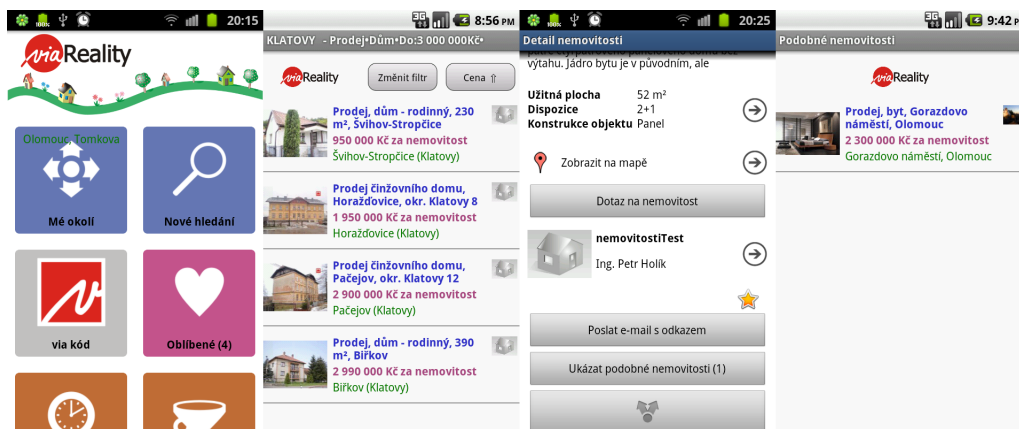 100%
20:15
viaReality
Olomouc, Tomkova
Mé okolí
Nové hledání
via kód
Oblíbené (4)
3G
8:56 PM
KLATOVY - Prodej•Dům•Do:3 000 000Kč•
viaReality
Změnit filtr
Cena ⇧
Prodej, dům - rodinný, 230
m², Švihov-Stropčice
950 000 Kč za nemovitost
Švihov-Stropčice (Klatovy)
Prodej činžovního domu,
Horažďovice, okr. Klatovy 8
1 950 000 Kč za nemovitost
Horažďovice (Klatovy)
Prodej činžovního domu,
Pačejov, okr. Klatovy 12
2 900 000 Kč za nemovitost
Pačejov (Klatovy)
Prodej, dům - rodinný, 390
m², Biřkov
2 990 000 Kč za nemovitost
Biřkov (Klatovy)
100%
20:25
Detail nemovitosti
výtahu. Jádro bytu je v původním, ale
Užitná plocha 52 m²
Dispozice 2+1
Konstrukce objektu Panel
Zobrazit na mapě
Dotaz na nemovitost
nemovitostiTest
Ing. Petr Holík
Poslat e-mail s odkazem
Ukázat podobné nemovitosti (1)
3G
9:42 P
Podobné nemovitosti
viaReality
Prodej, byt, Gorazdovo
náměstí, Olomouc
2 300 000 Kč za nemovitost
Gorazdovo náměstí, Olomouc